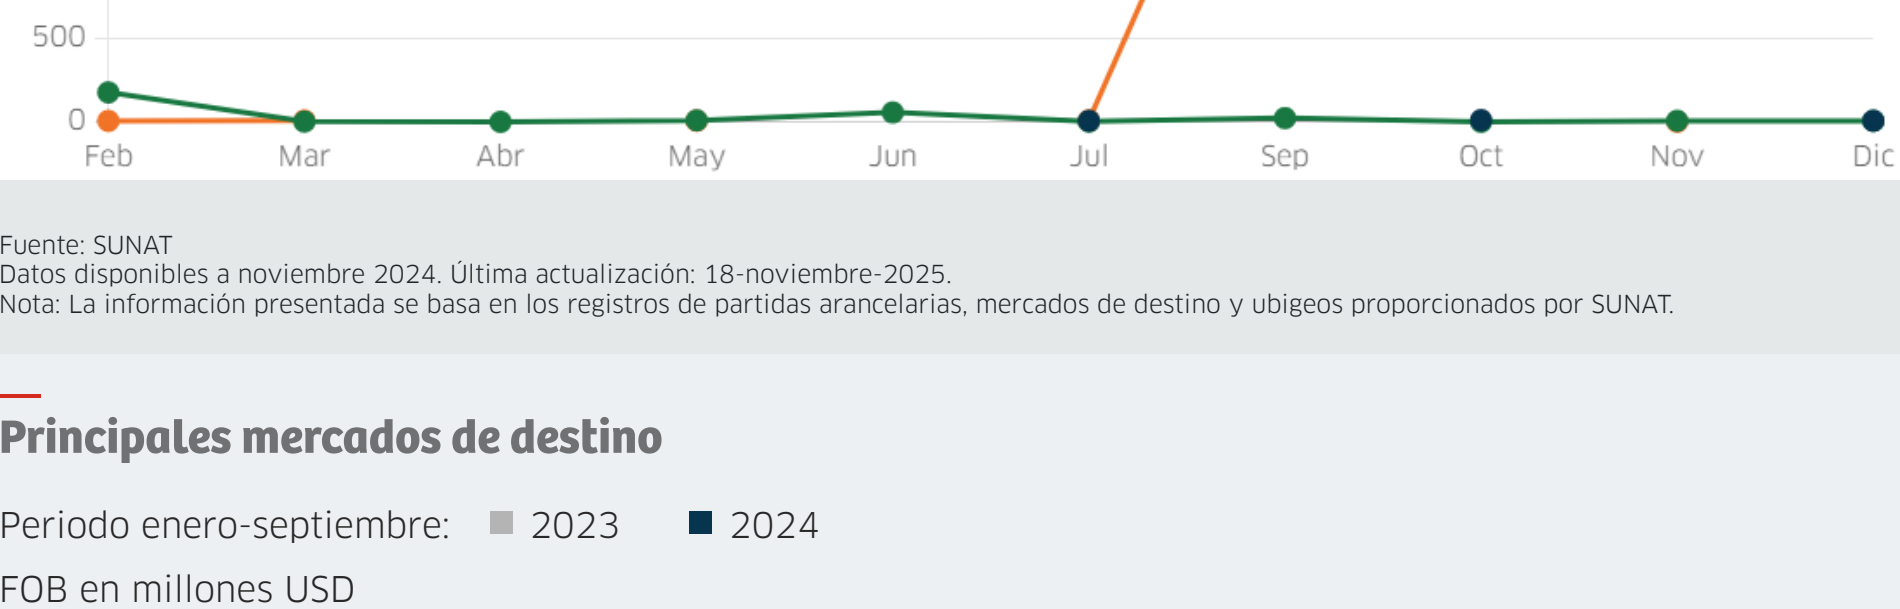 500
0
Feb Mar Abr May Jun Jul Sep Oct Nov Dic
Fuente: SUNAT
Datos disponibles a noviembre 2024. Última actualización: 18-noviembre-2025.
Nota: La información presentada se basa en los registros de partidas arancelarias, mercados de destino y ubigeos proporcionados por SUNAT.
Principales mercados de destino
Periodo enero-septiembre: 2023 2024
FOB en millones USD